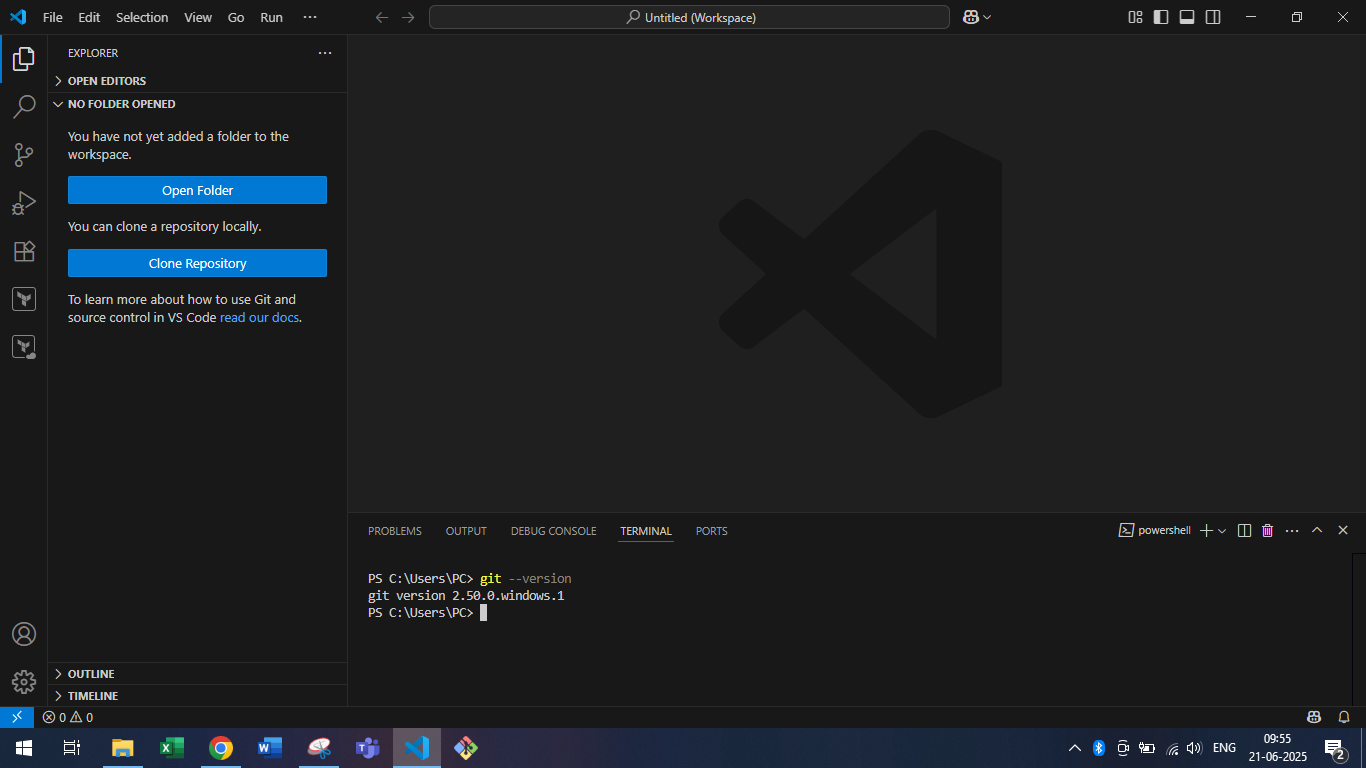 File Edit Selection View Go Run ···
Untitled (Workspace)
EXPLORER
OPEN EDITORS
NO FOLDER OPENED
You have not yet added a folder to the
workspace.
Open Folder
You can clone a repository locally.
Clone Repository
To learn more about how to use Git and
source control in VS Code read our docs.
OUTLINE
TIMELINE
PROBLEMS OUTPUT DEBUG CONSOLE TERMINAL PORTS
powershell
PS C:\Users\PC> git --version
git version 2.50.0.windows.1
PS C:\Users\PC>
0 0
ENG
09:55
21-06-2025
2